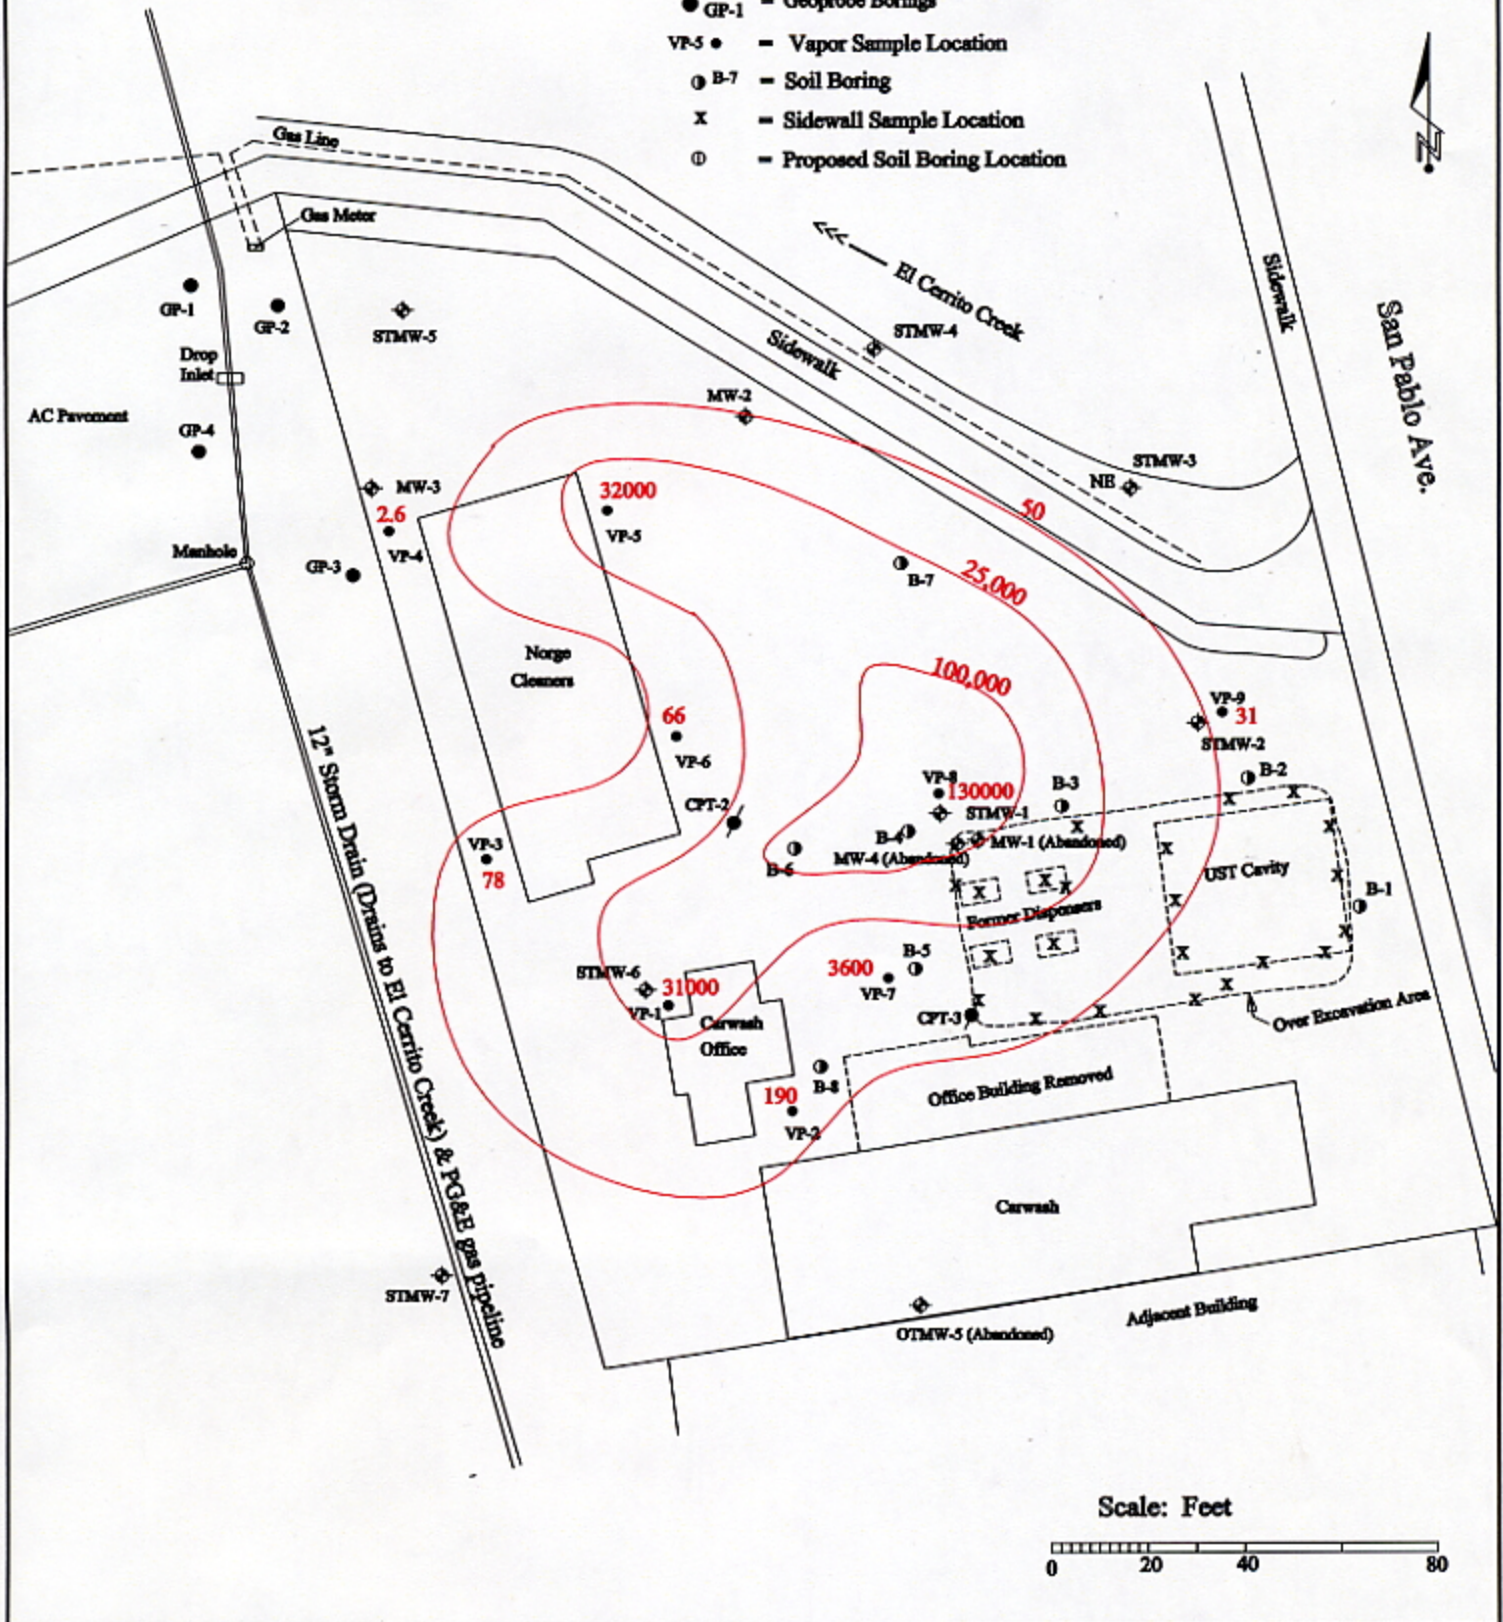 GP-1 - Geoprobe Borings
VP-5 - Vapor Sample Location
B-7 - Soil Boring
X - Sidewall Sample Location
- Proposed Soil Boring Location
N
Gas Line
Gas Meter
<<< El Cerrito Creek
Sidewalk
San Pablo Ave.
GP-1
GP-2
STMW-5
STMW-4
Sidewalk
Drop
Inlet
AC Pavement
MW-2
GP-4
STMW-3
NE
MW-3
32000
50
2.6
VP-5
VP-4
Manhole
GP-3
B-7
25,000
Norge
Cleaners
100,000
VP-9
31
66
STMW-2
VP-6
B-2
VP-8
130000
B-3
CPT-2
STMW-1
B-4
MW-1 (Abandoned)
VP-3
MW-4 (Abandoned)
78
B-6
UST Cavity
B-1
Former Dispensers
12" Storm Drain (Drains to El Cerrito Creek) & PG&E gas pipeline
B-5
STMW-6
3600
31000
VP-7
VP-1
CPT-3
Carwash
Office
Over Excavation Area
B-8
Office Building Removed
190
VP-2
Carwash
STMW-7
Adjacent Building
OTMW-5 (Abandoned)
Scale: Feet
0 20 40 80